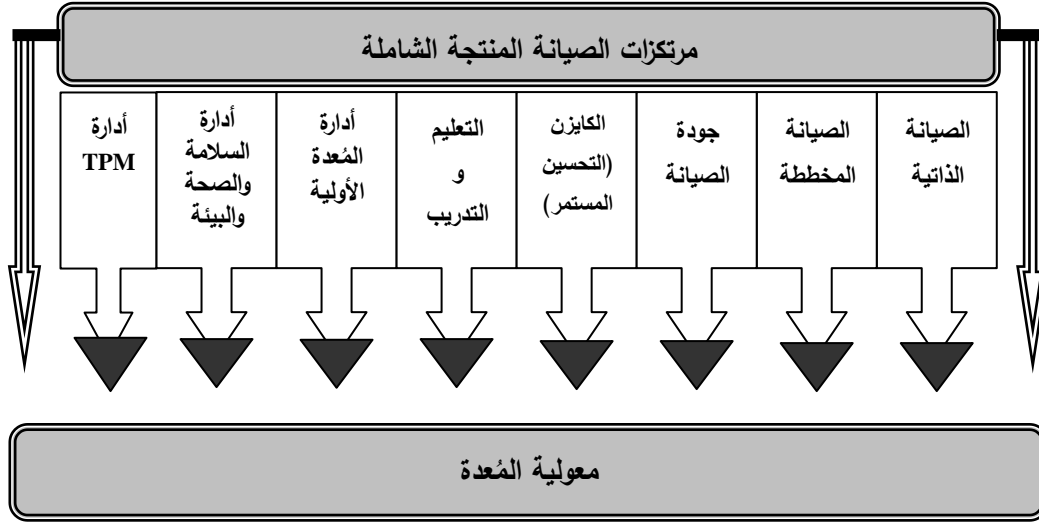 مرتكزات الصيانة المنتجة الشاملة
الصيانة
الذاتية
الصيانة
المخططة
جودة
الصيانة
الكايزن
(التحسين
المستمر)
التعليم
و
التدريب
أدارة
المُعدة
الأولية
أدارة
السلامة
والصحة
والبيئة
أدارة
TPM
معولية المُعدة